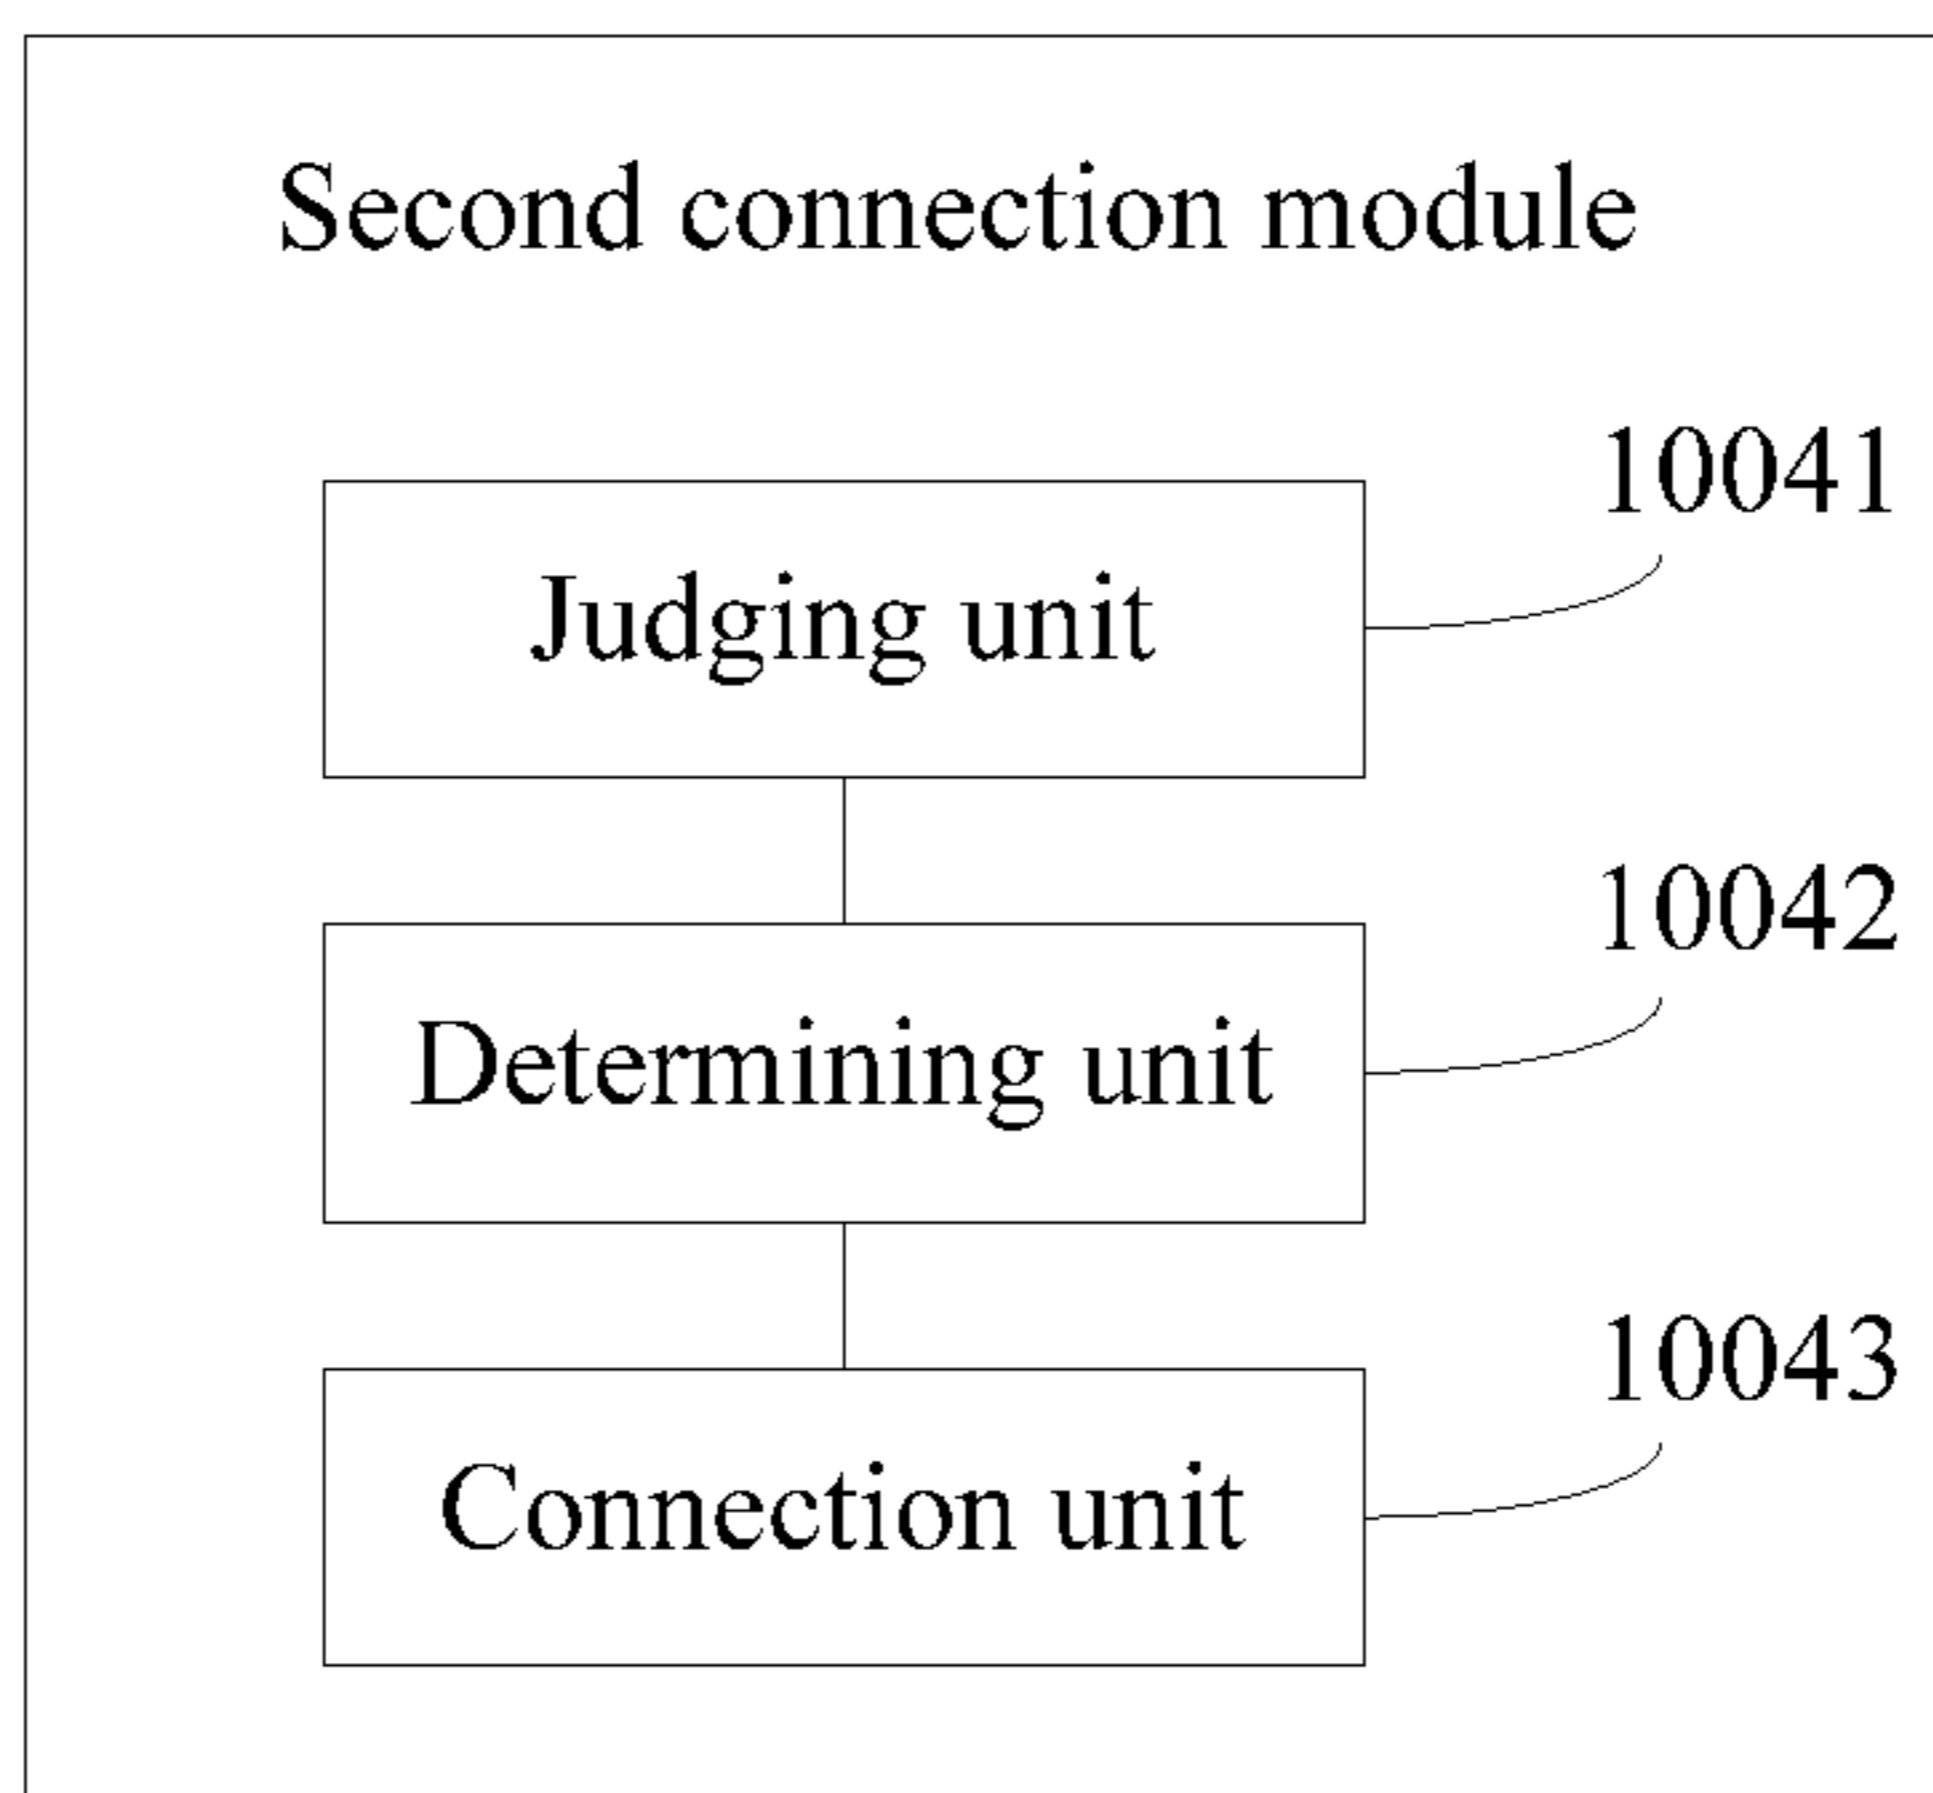 Second connection module
10041
Judging unit
10042
Determining unit
10043
Connection unit